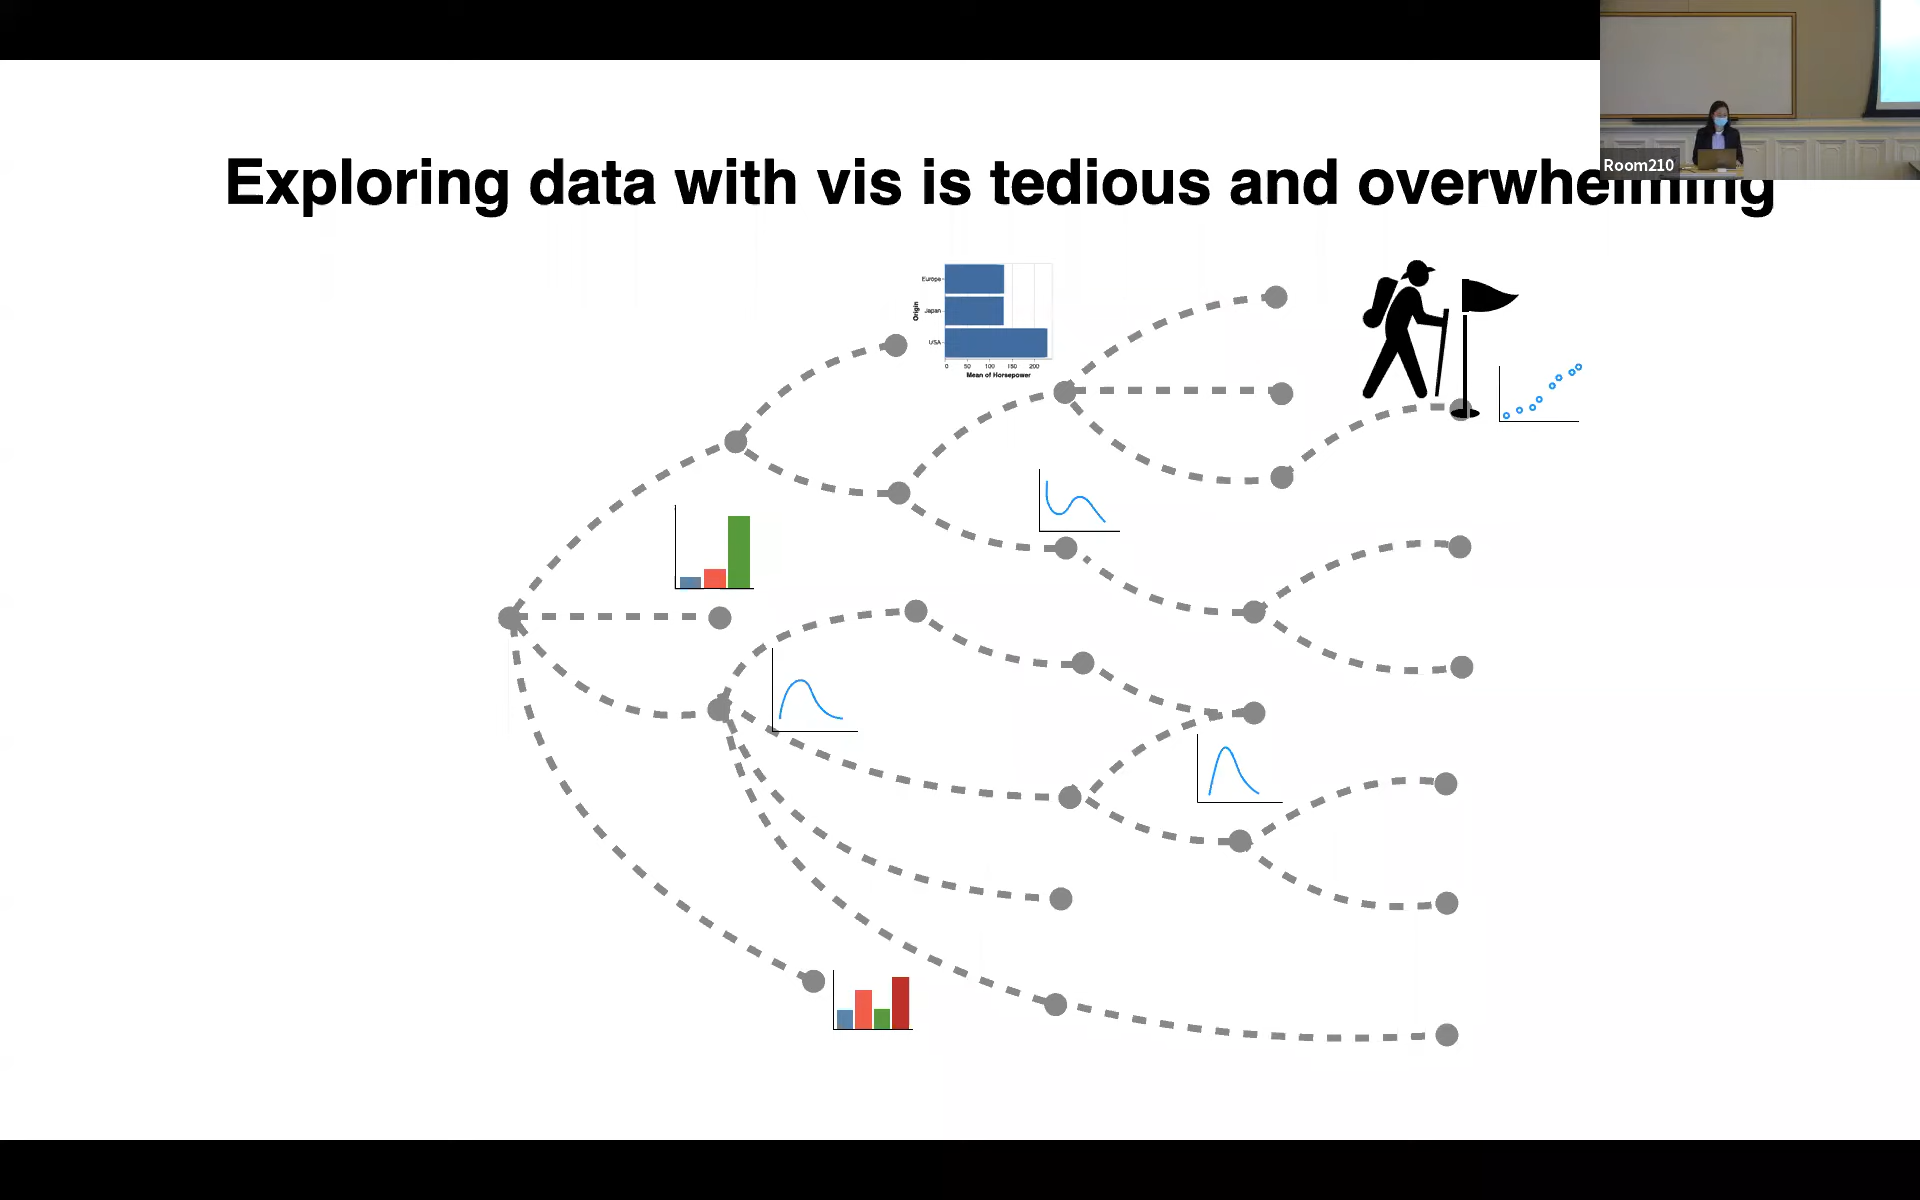 Room210
Exploring data with vis is tedious and overwhelming
Europe
Japan
USA
Origin
0 50 100 150 200
Mean of Horsepower